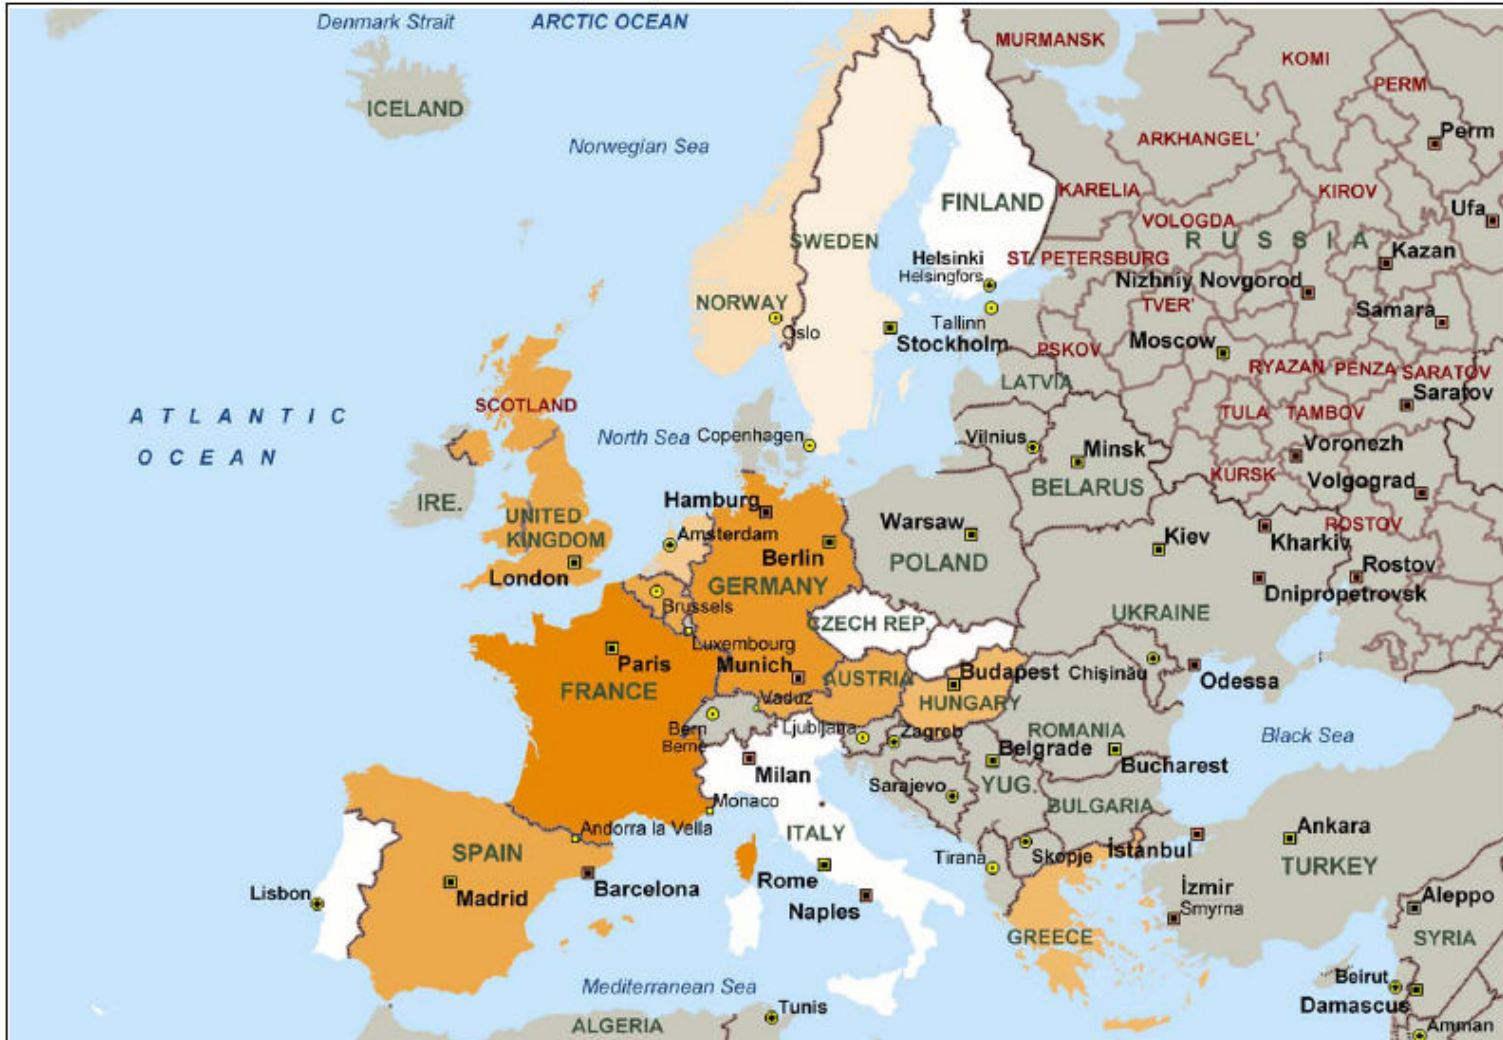 Denmark Strait
ARCTIC OCEAN
MURMANSK
KOMI
PERM
ICELAND
Perm
Norwegian Sea
ARKHANGEL'
KARELIA
KIROV
FINLAND
VOLOGDA
Ufa
SWEDEN
RUSSIA
Helsinki
Helsingfors
ST. PETERSBURG
Kazan
Nizhniy Novgorod
NORWAY
TVER'
Samara
Oslo
Tallinn
Stockholm
PSKOV
Moscow
RYAZAN
PENZA
SARATOV
LATVIA
Saratov
SCOTLAND
ATLANTIC
OCEAN
TULA
TAMBOV
North Sea
Copenhagen
Vilnius
Minsk
Voronezh
KURSK
Volgograd
IRE.
BELARUS
Hamburg
UNITED
KINGDOM
Amsterdam
Warsaw
ROSTOV
Kiev
Kharkiv
Berlin
POLAND
London
GERMANY
Rostov
Dnipropetrovsk
Brussels
CZECH REP.
UKRAINE
Luxembourg
Paris
Munich
AUSTRIA
Budapest
Chişinău
Odessa
FRANCE
Vaduz
HUNGARY
Bern
Berne
Ljubljana
Zagreb
ROMANIA
Black Sea
Belgrade
Bucharest
Milan
Sarajevo
YUG.
BULGARIA
Monaco
Andorra la Vella
ITALY
Ankara
SPAIN
Tirana
Skopje
İstanbul
TURKEY
Lisbon
Madrid
Barcelona
Rome
Naples
İzmir
Smyrna
Aleppo
GREECE
SYRIA
Mediterranean Sea
Beirut
Damascus
Tunis
ALGERIA
Amman